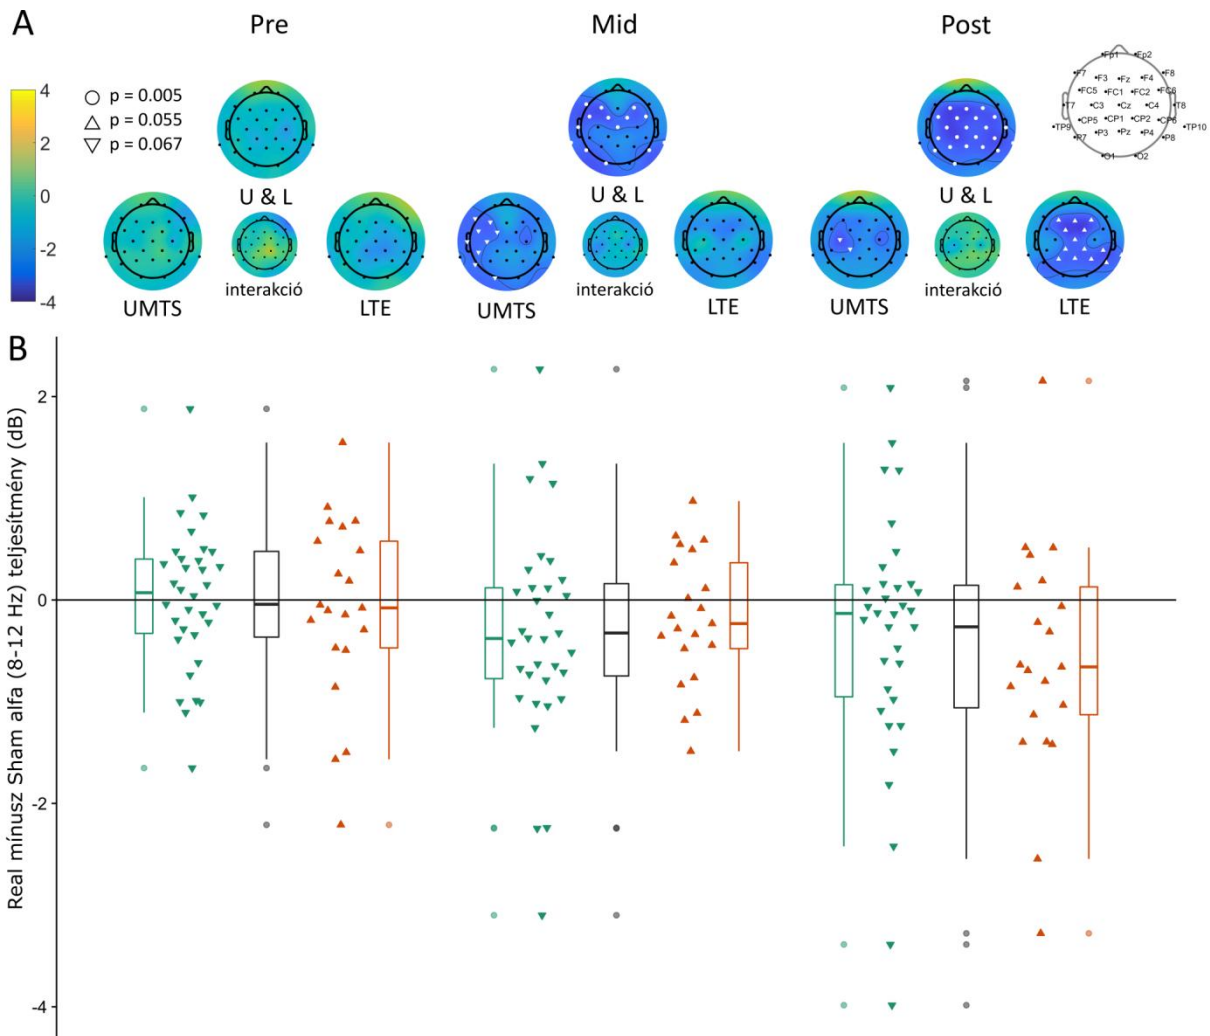 A
Pre
Mid
Post
4
2
0
-2
-4
p = 0.005
p = 0.055
p = 0.067
U & L
U & L
U & L
UMTS
interakció
LTE
UMTS
interakció
LTE
UMTS
interakció
LTE
Fp1 Fp2
F7 F3 Fz F4 F8
FC5 FC1 FC2 FC6
T7 C3 Cz C4 T8
TP9 CP5 CP1 CP2 CP6 TP10
P7 P3 Pz P4 P8
O1 O2
B
Real mínusz Sham alfa (8-12 Hz) teljesítmény (dB)
2
0
-2
-4